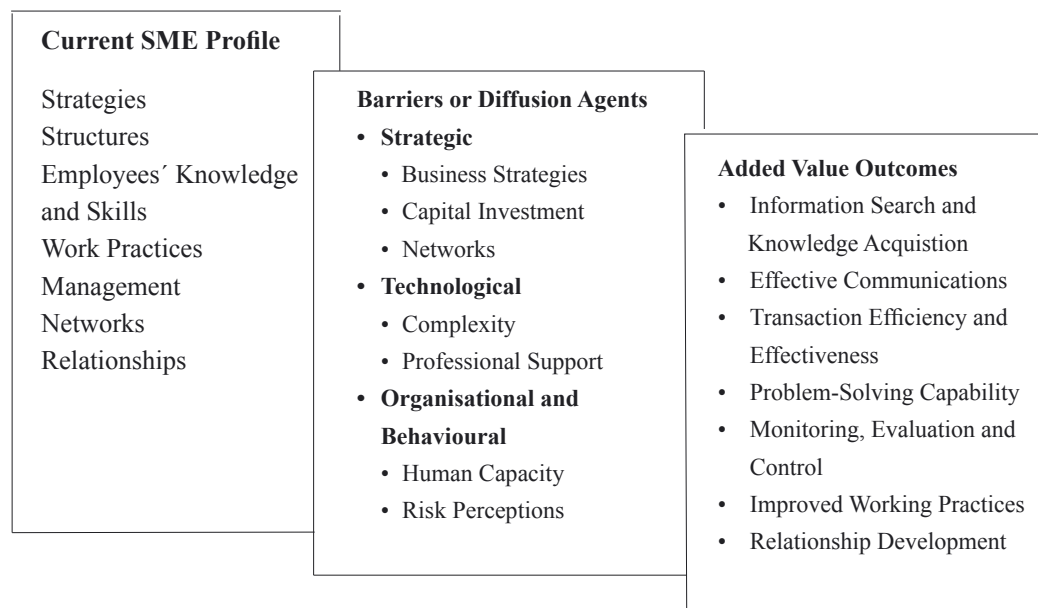 Current SME Profile
Strategies
Structures
Employees´ Knowledge
and Skills
Work Practices
Management
Networks
Relationships
Barriers or Diffusion Agents
• Strategic
• Business Strategies
• Capital Investment
• Networks
• Technological
• Complexity
• Professional Support
• Organisational and
Behavioural
• Human Capacity
• Risk Perceptions
Added Value Outcomes
• Information Search and
Knowledge Acquistion
• Effective Communications
• Transaction Efficiency and
Effectiveness
• Problem-Solving Capability
• Monitoring, Evaluation and
Control
• Improved Working Practices
• Relationship Development